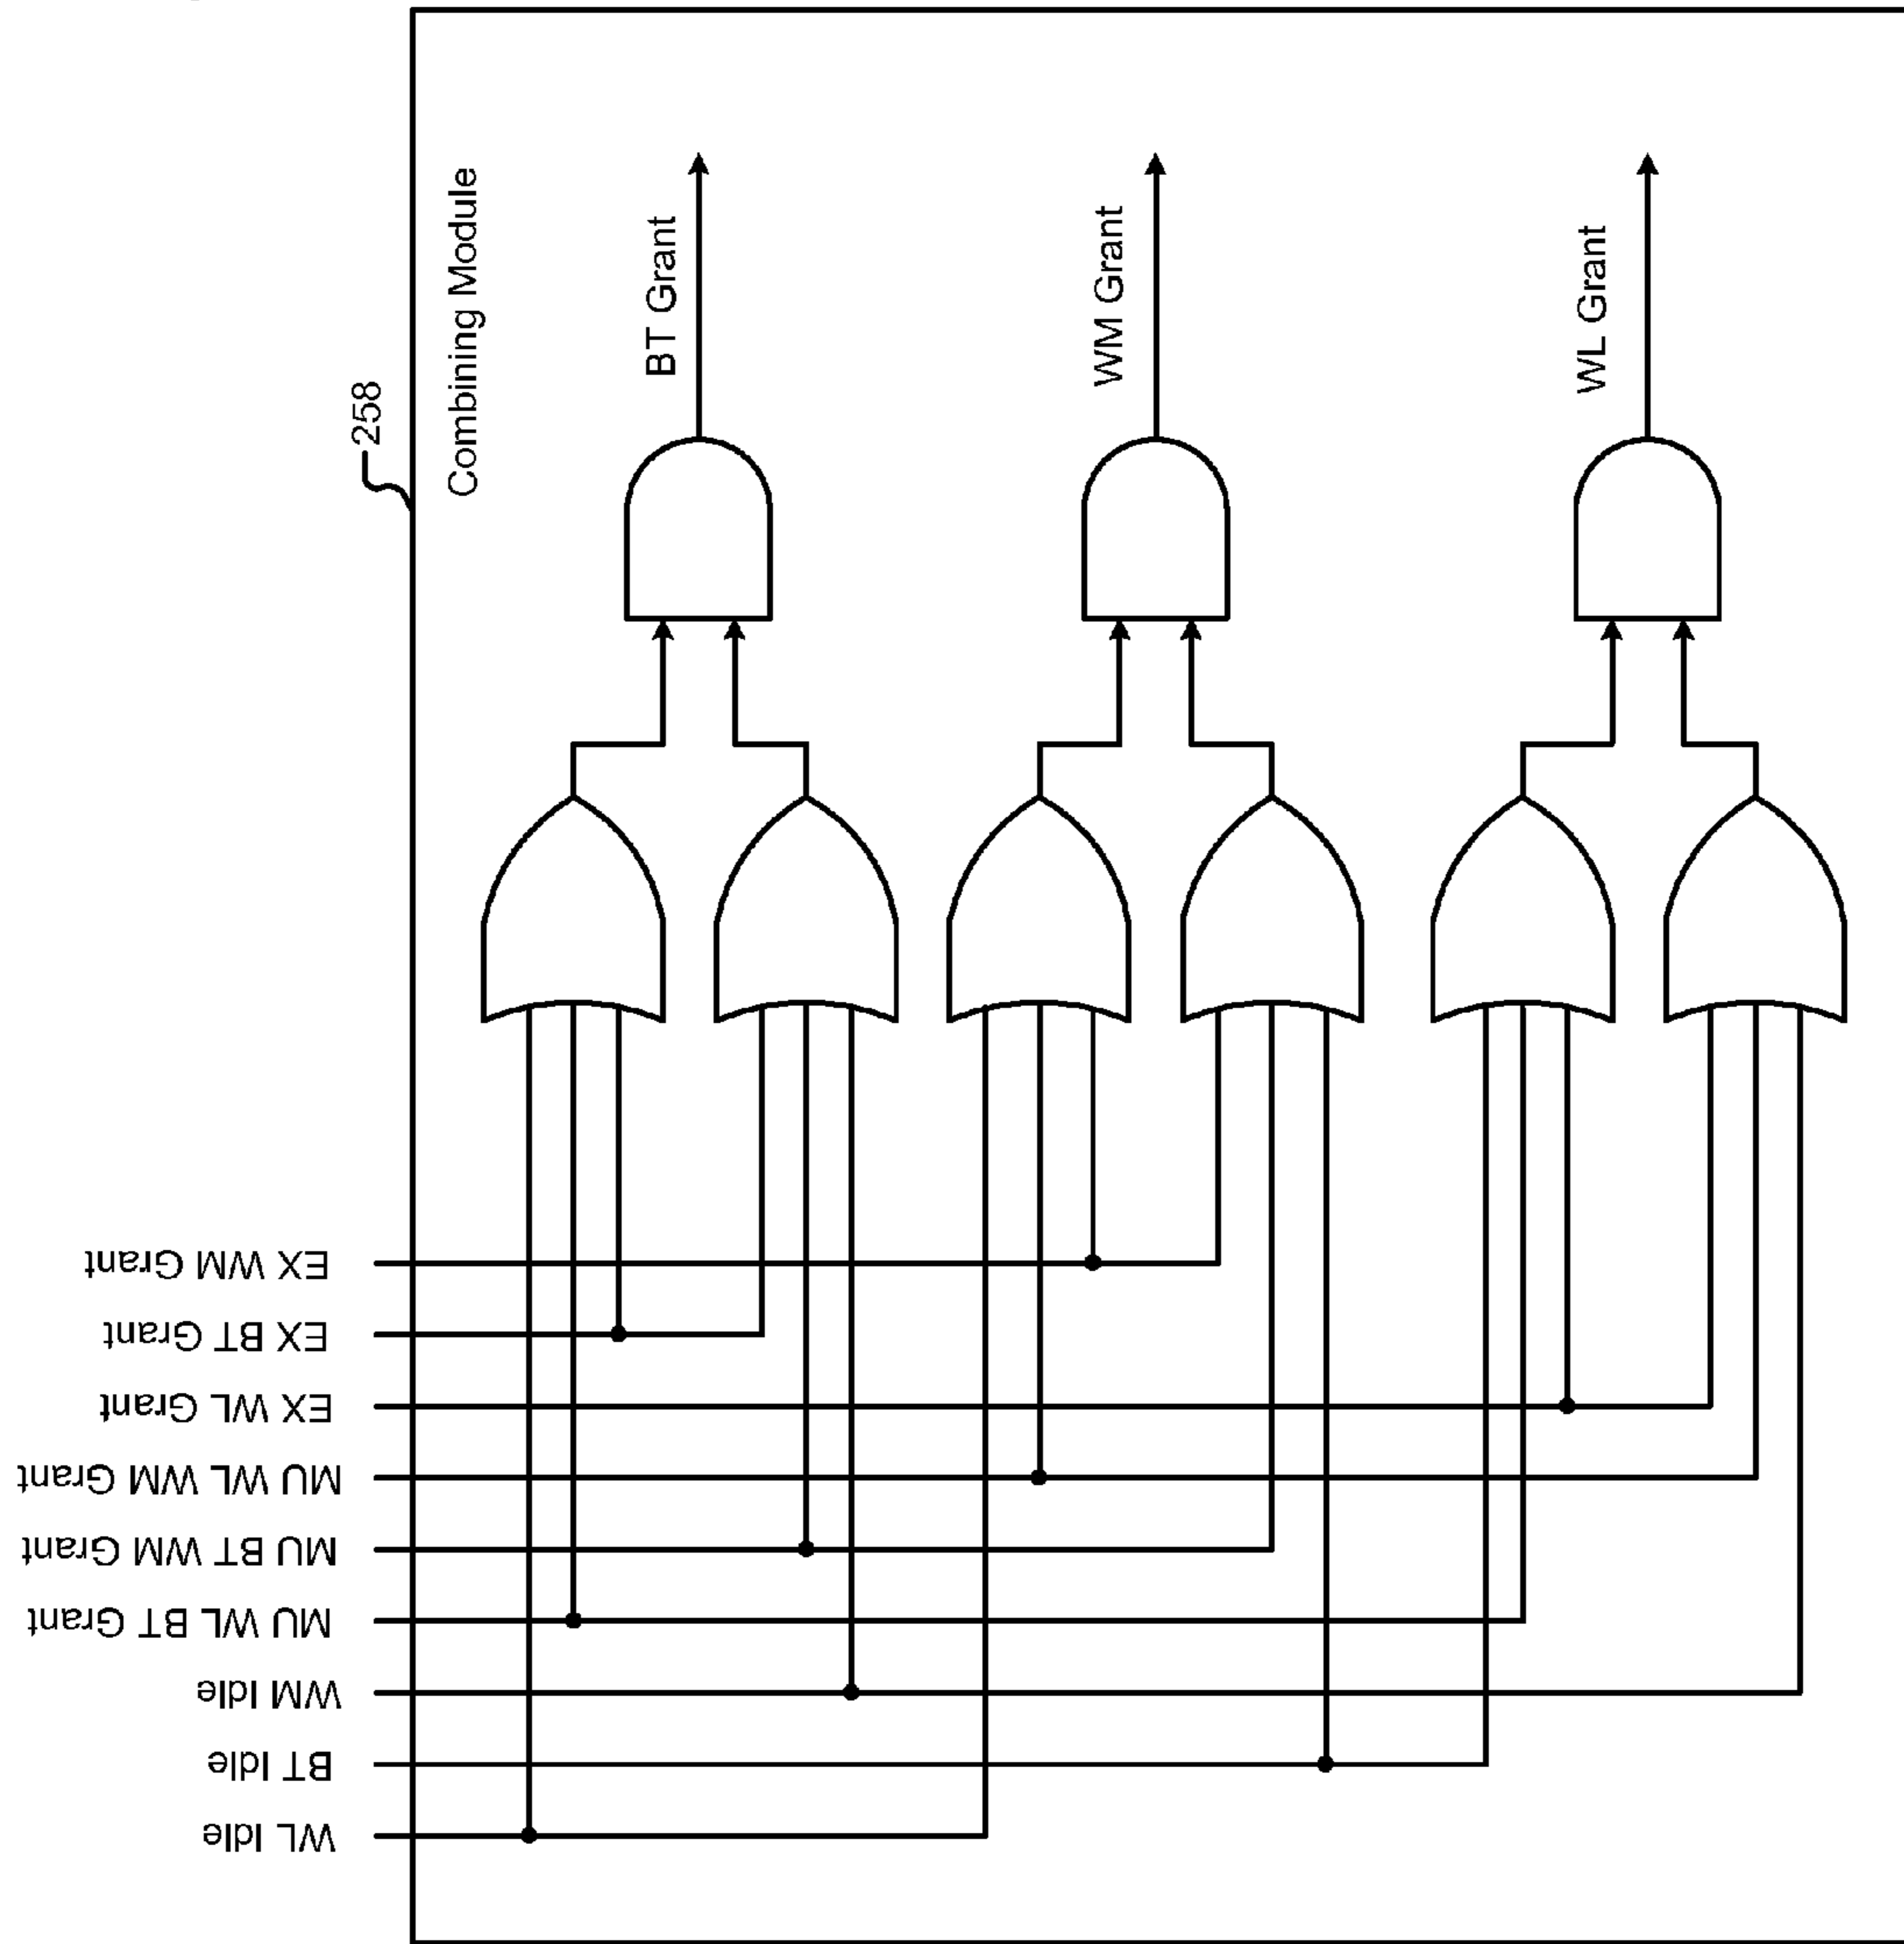 258
Combining Module
BT Grant
WM Grant
WL Grant
EX WM Grant
EX BT Grant
EX WL Grant
MU WL WM Grant
MU BT WM Grant
MU WL BT Grant
WM Idle
BT Idle
WL Idle